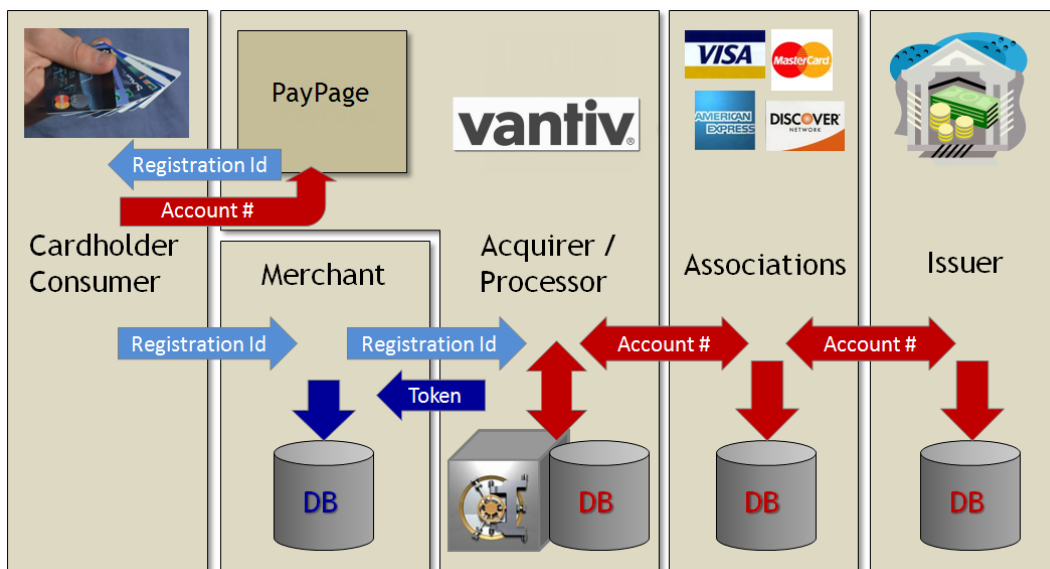 PayPage
vantiv®
VISA
MasterCard
AMERICAN
EXPRESS
DISCOVER
NETWORK
Registration Id
Account #
Cardholder
Consumer
Merchant
Acquirer /
Processor
Associations
Issuer
Registration Id
Registration Id
Account #
Account #
Token
DB
DB
DB
DB